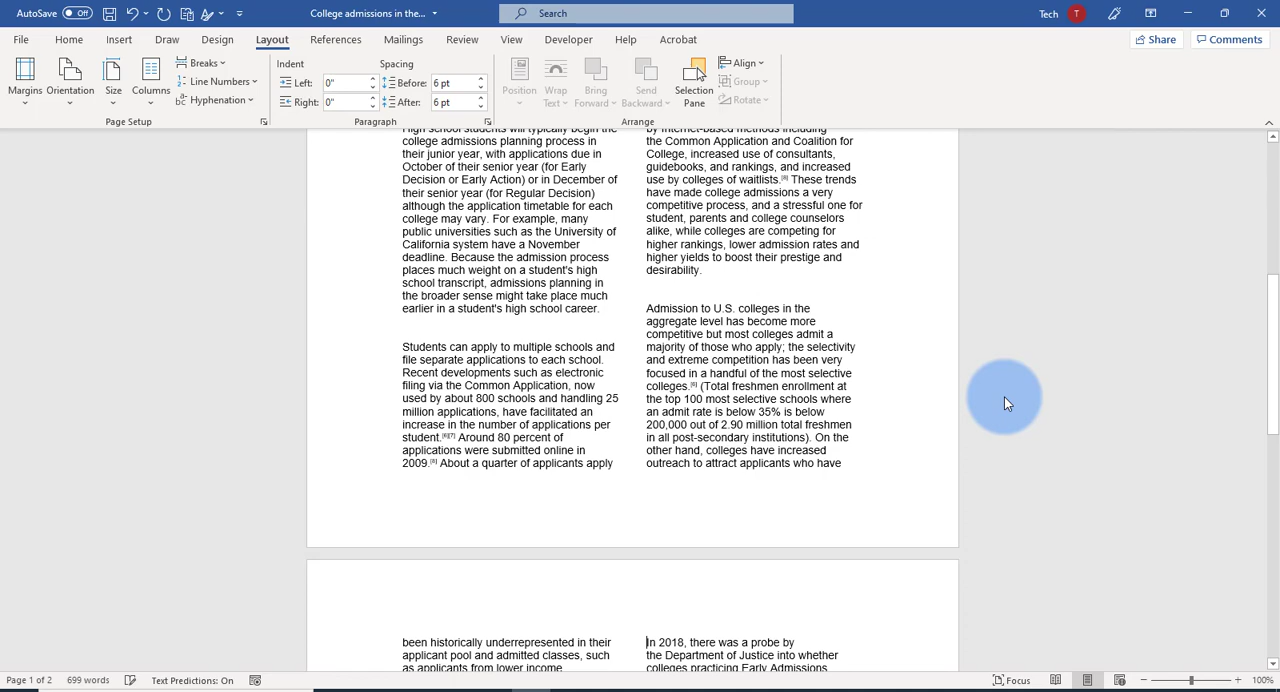 AutoSave Off
College admissions in the...
Search
Tech T
File Home Insert Draw Design Layout References Mailings Review View Developer Help Acrobat
Share Comments
Margins Orientation Size Columns
Breaks
Line Numbers
Hyphenation
Page Setup
Indent Spacing
Left: 0" Before: 6 pt
Right: 0" After: 6 pt
Paragraph
Position
Wrap Text
Bring Forward
Send Backward
Selection Pane
Align
Group
Rotate
Arrange
High school students will typically begin the
college admissions planning process in
their junior year, with applications due in
October of their senior year (for Early
Decision or Early Action) or in December of
their senior year (for Regular Decision)
although the application timetable for each
college may vary. For example, many
public universities such as the University of
California system have a November
deadline. Because the admission process
places much weight on a student's high
school transcript, admissions planning in
the broader sense might take place much
earlier in a student's high school career.
Students can apply to multiple schools and
file separate applications to each school.
Recent developments such as electronic
filing via the Common Application, now
used by about 800 schools and handling 25
million applications, have facilitated an
increase in the number of applications per
student.[6][7] Around 80 percent of
applications were submitted online in
2009.[8] About a quarter of applicants apply
by Internet-based methods including
the Common Application and Coalition for
College, increased use of consultants,
guidebooks, and rankings, and increased
use by colleges of waitlists.[8] These trends
have made college admissions a very
competitive process, and a stressful one for
student, parents and college counselors
alike, while colleges are competing for
higher rankings, lower admission rates and
higher yields to boost their prestige and
desirability.
Admission to U.S. colleges in the
aggregate level has become more
competitive but most colleges admit a
majority of those who apply; the selectivity
and extreme competition has been very
focused in a handful of the most selective
colleges.[6] (Total freshmen enrollment at
the top 100 most selective schools where
an admit rate is below 35% is below
200,000 out of 2.90 million total freshmen
in all post-secondary institutions). On the
other hand, colleges have increased
outreach to attract applicants who have
been historically underrepresented in their
applicant pool and admitted classes, such
as applicants from lower income
In 2018, there was a probe by
the Department of Justice into whether
colleges practicing Early Admissions
Page 1 of 2 699 words Text Predictions: On
Focus
100%